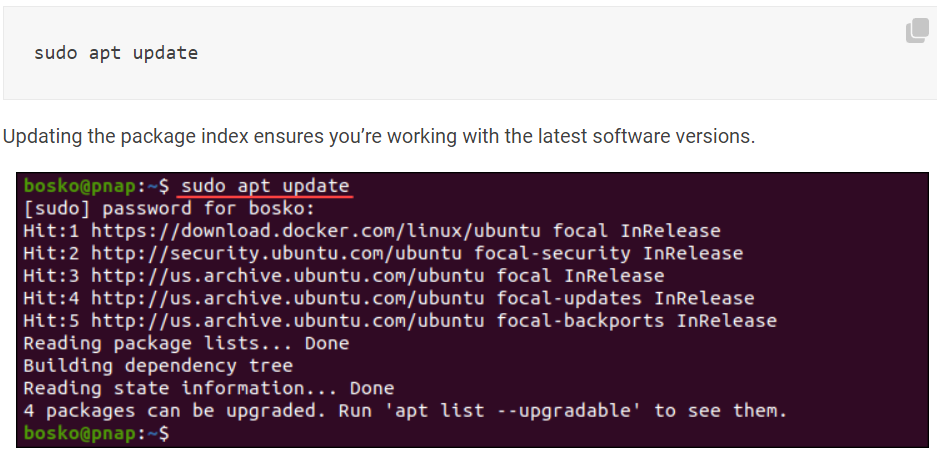 sudo apt update
Updating the package index ensures you’re working with the latest software versions.
bosko@pnap:~$ sudo apt update
[sudo] password for bosko:
Hit:1 https://download.docker.com/linux/ubuntu focal InRelease
Hit:2 http://security.ubuntu.com/ubuntu focal-security InRelease
Hit:3 http://us.archive.ubuntu.com/ubuntu focal InRelease
Hit:4 http://us.archive.ubuntu.com/ubuntu focal-updates InRelease
Hit:5 http://us.archive.ubuntu.com/ubuntu focal-backports InRelease
Reading package lists... Done
Building dependency tree
Reading state information... Done
4 packages can be upgraded. Run 'apt list --upgradable' to see them.
bosko@pnap:~$